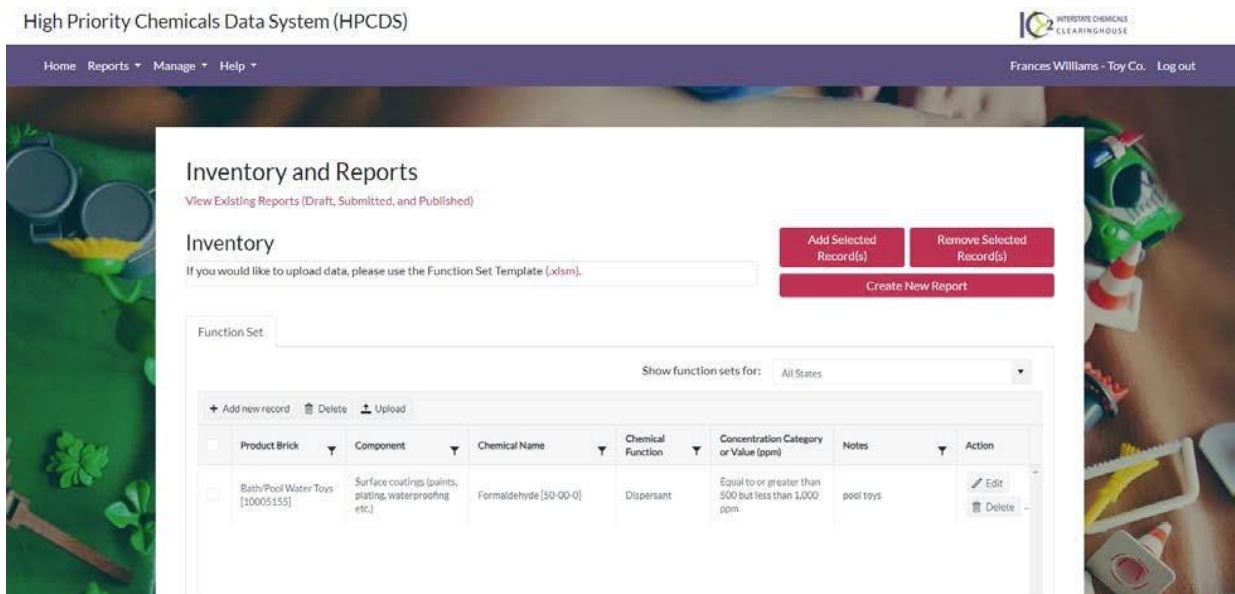 High Priority Chemicals Data System (HPCDS)
INTERSTATE CHEMICALS
CLEARINGHOUSE
Home Reports Manage Help
Frances Williams - Toy Co. Log out
Inventory and Reports
View Existing Reports (Draft, Submitted, and Published)
Inventory
If you would like to upload data, please use the Function Set Template (.xlsm).
Add Selected
Record(s)
Remove Selected
Record(s)
Create New Report
Function Set
Show function sets for:
All States
Add new record Delete Upload
Product Brick
Component
Chemical Name
Chemical
Function
Concentration Category
or Value (ppm)
Notes
Action
Bath/Pool Water Toys
[10005155]
Surface coatings (paints,
plating, waterproofing
etc.)
Formaldehyde [50-00-0]
Dispersant
Equal to or greater than
500 but less than 1,000
ppm
pool toys
Edit
Delete